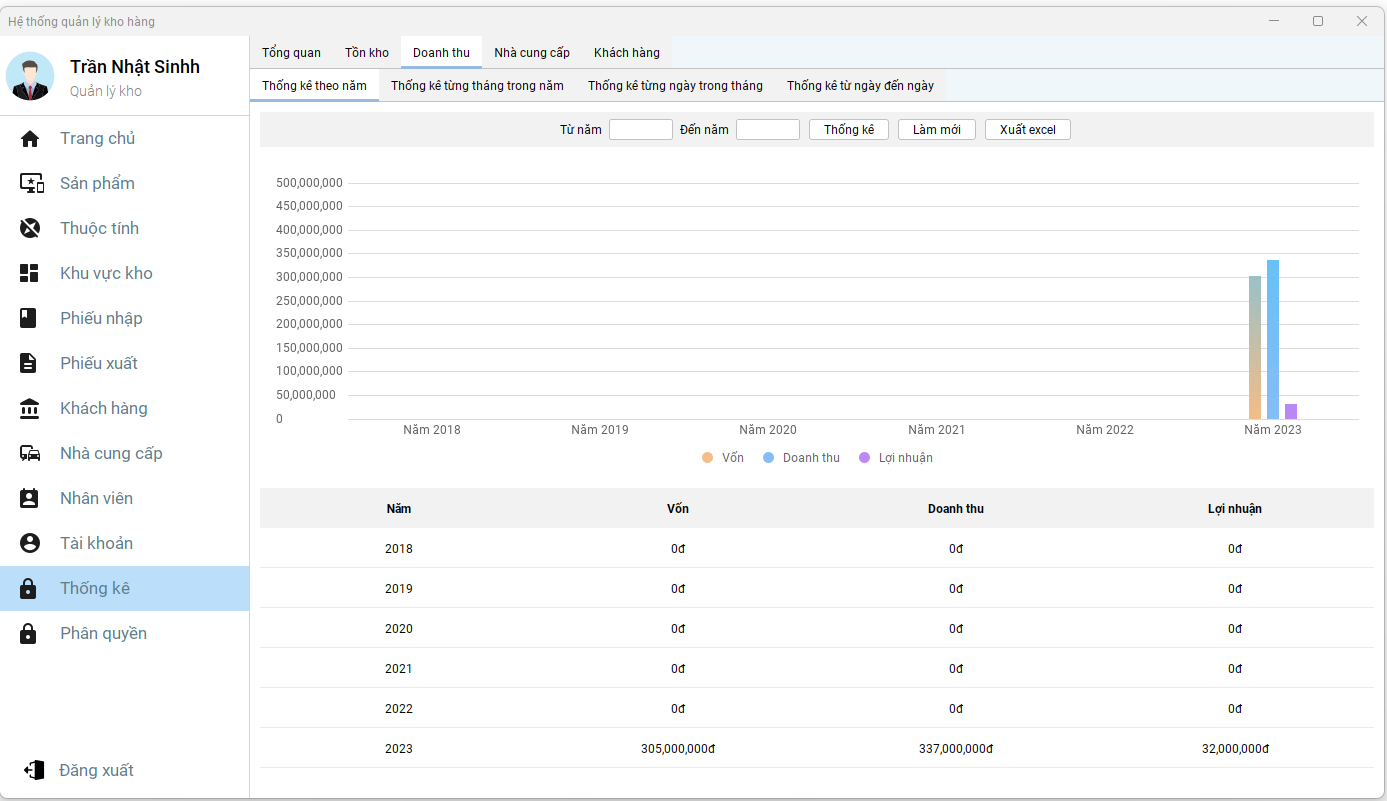 Hệ thống quản lý kho hàng
Trần Nhật Sinhh
Quản lý kho
Trang chủ
Sản phẩm
Thuộc tính
Khu vực kho
Phiếu nhập
Phiếu xuất
Khách hàng
Nhà cung cấp
Nhân viên
Tài khoản
Thống kê
Phân quyền
Đăng xuất
Tổng quan Tồn kho Doanh thu Nhà cung cấp Khách hàng
Thống kê theo năm Thống kê từng tháng trong năm Thống kê từng ngày trong tháng Thống kê từ ngày đến ngày
Từ năm Đến năm Thống kê Làm mới Xuất excel
500,000,000
450,000,000
400,000,000
350,000,000
300,000,000
250,000,000
200,000,000
150,000,000
100,000,000
50,000,000
0
Năm 2018 Năm 2019 Năm 2020 Năm 2021 Năm 2022 Năm 2023
Vốn Doanh thu Lợi nhuận
Năm Vốn Doanh thu Lợi nhuận
2018 0đ 0đ 0đ
2019 0đ 0đ 0đ
2020 0đ 0đ 0đ
2021 0đ 0đ 0đ
2022 0đ 0đ 0đ
2023 305,000,000đ 337,000,000đ 32,000,000đ